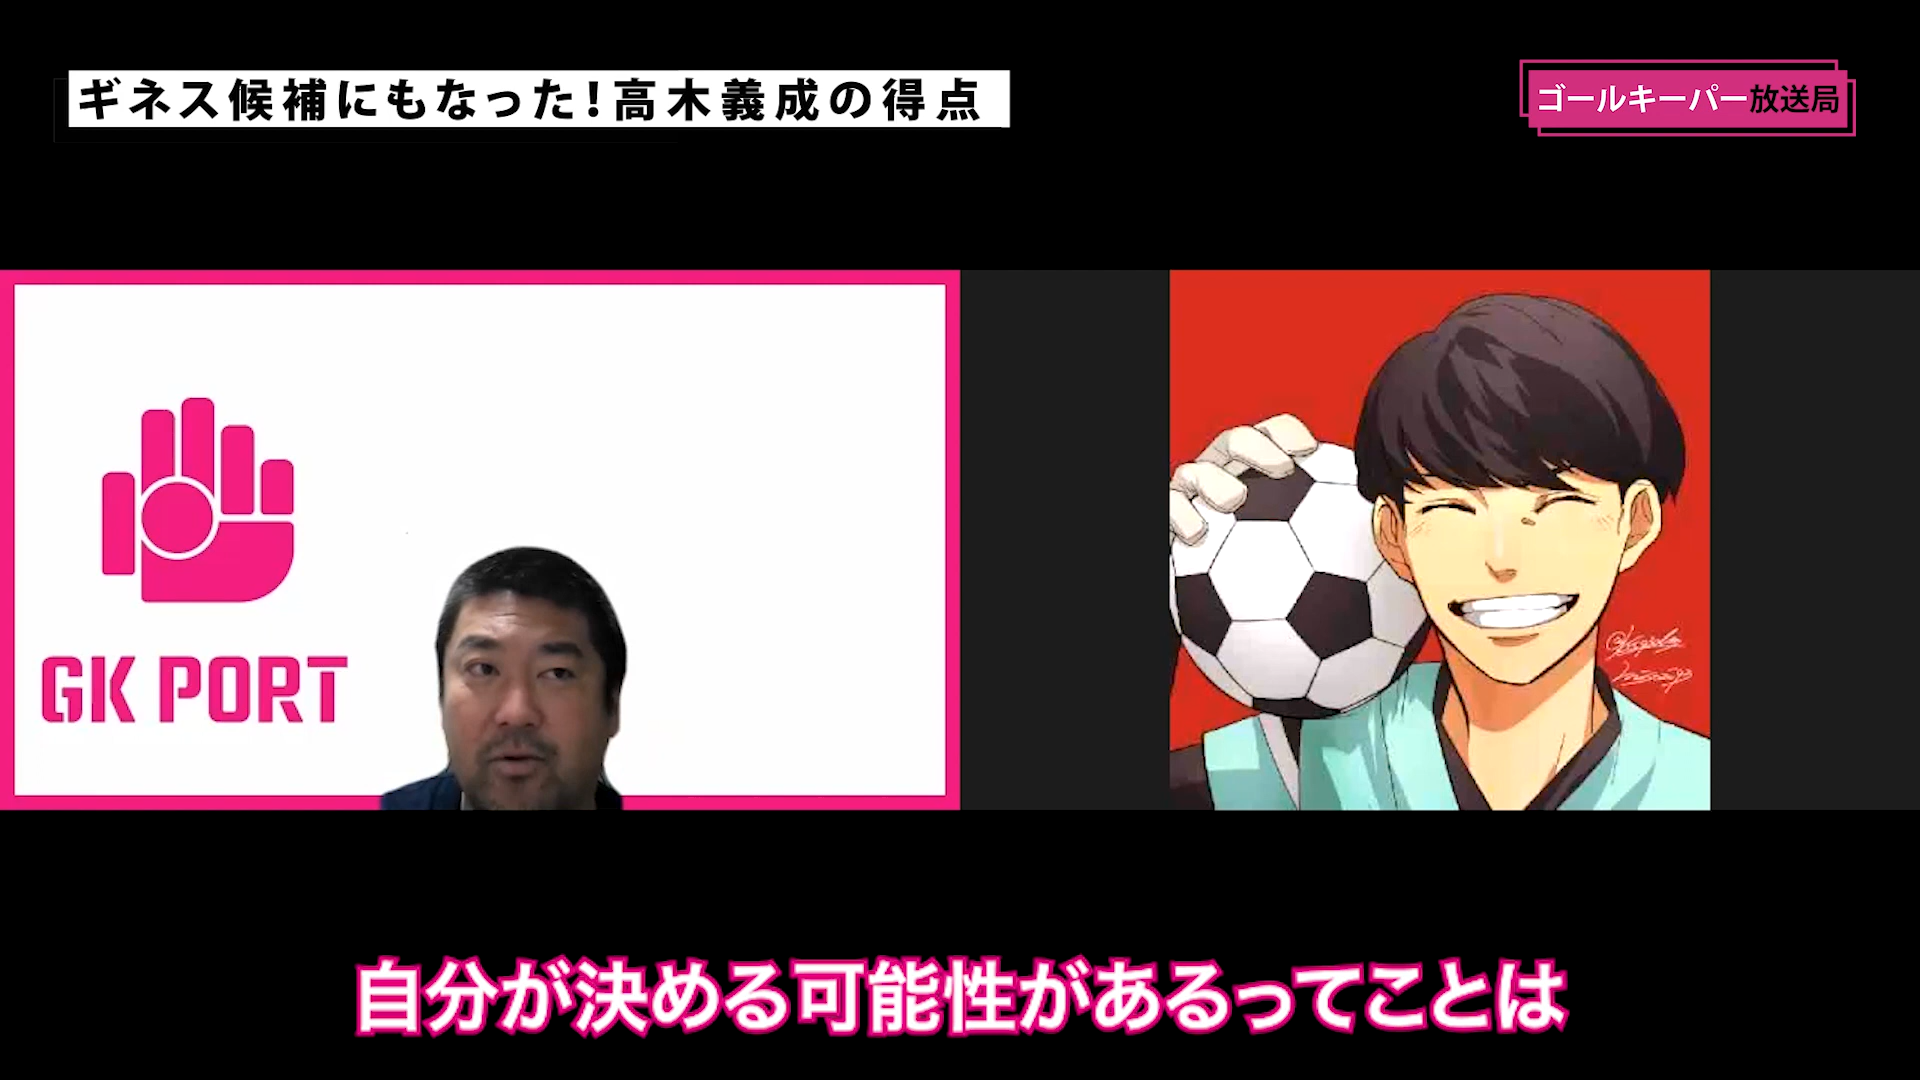 ギネス候補にもなった!高木義成の得点
ゴールキーパー放送局
GK PORT
自分が決める可能性があるってことは